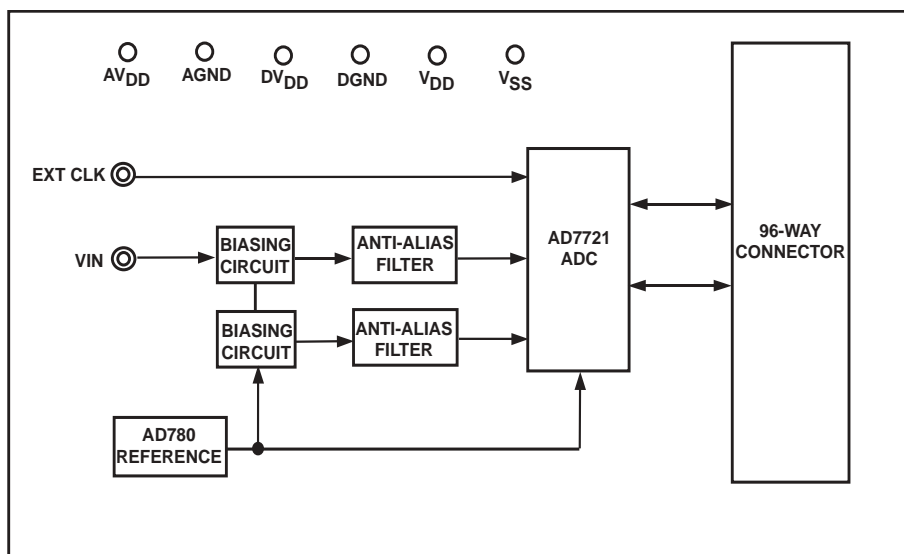 AVDD AGND DVDD DGND VDD VSS
EXT CLK
VIN
BIASING
CIRCUIT
ANTI-ALIAS
FILTER
BIASING
CIRCUIT
ANTI-ALIAS
FILTER
AD7721
ADC
96-WAY
CONNECTOR
AD780
REFERENCE